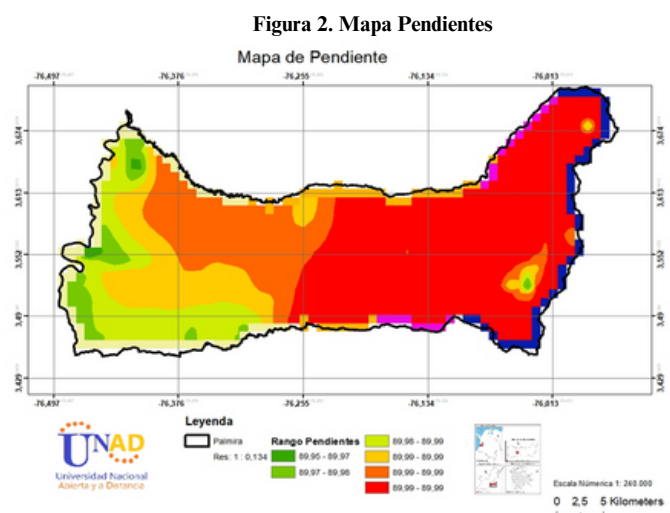 Figura 2. Mapa Pendientes
Mapa de Pendiente
-76,497 -76,376 -76,255 -76,134 -76,013
3,674 3,674
3,613 3,613
3,552 3,552
3,49 3,49
3,429 3,429
-76,497 -76,376 -76,255 -76,134 -76,013
UNAD
Universidad Nacional
Abierta y a Distancia
Leyenda
Palmira
Res: 1 : 0,134
Rango Pendientes
89,95 - 89,97
89,97 - 89,98
89,98 - 89,99
89,99 - 89,99
89,99 - 89,99
89,99 - 89,99
Escala Númerica 1: 260.000
0 2,5 5 Kilometers